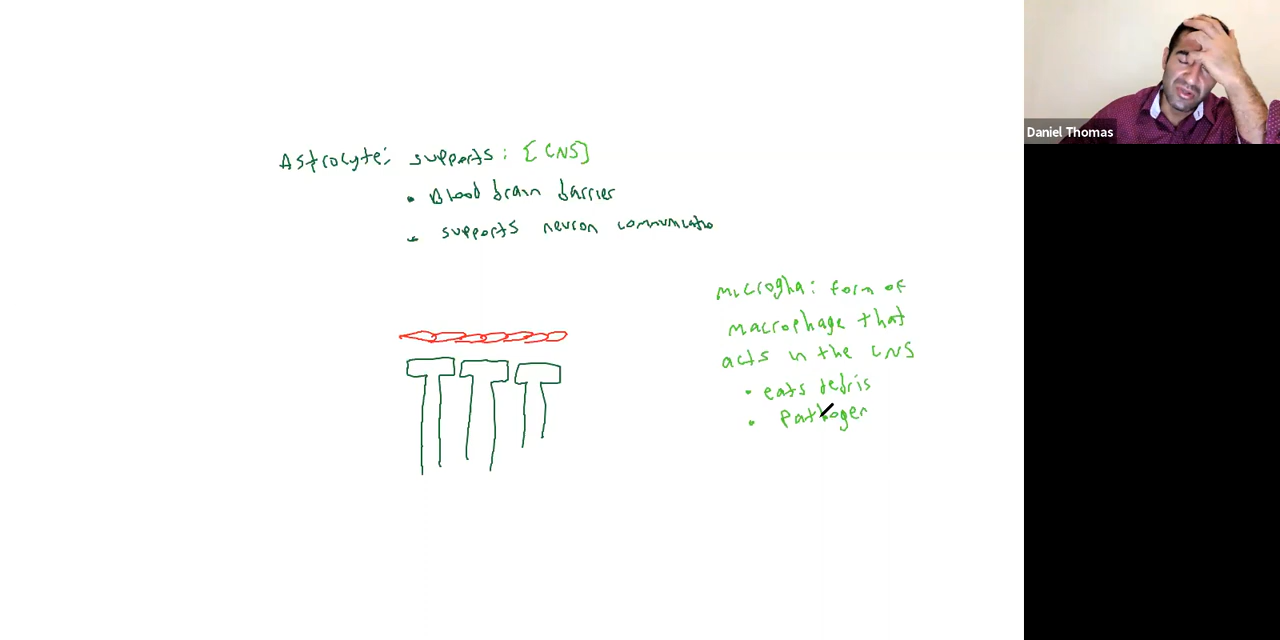 Daniel Thomas
Astrocyte: supports: [CNS]
• Blood brain barrier
• supports neuron communicatio
microglia: form of
macrophage that
acts in the CNS
• eats debris
• Pathogen